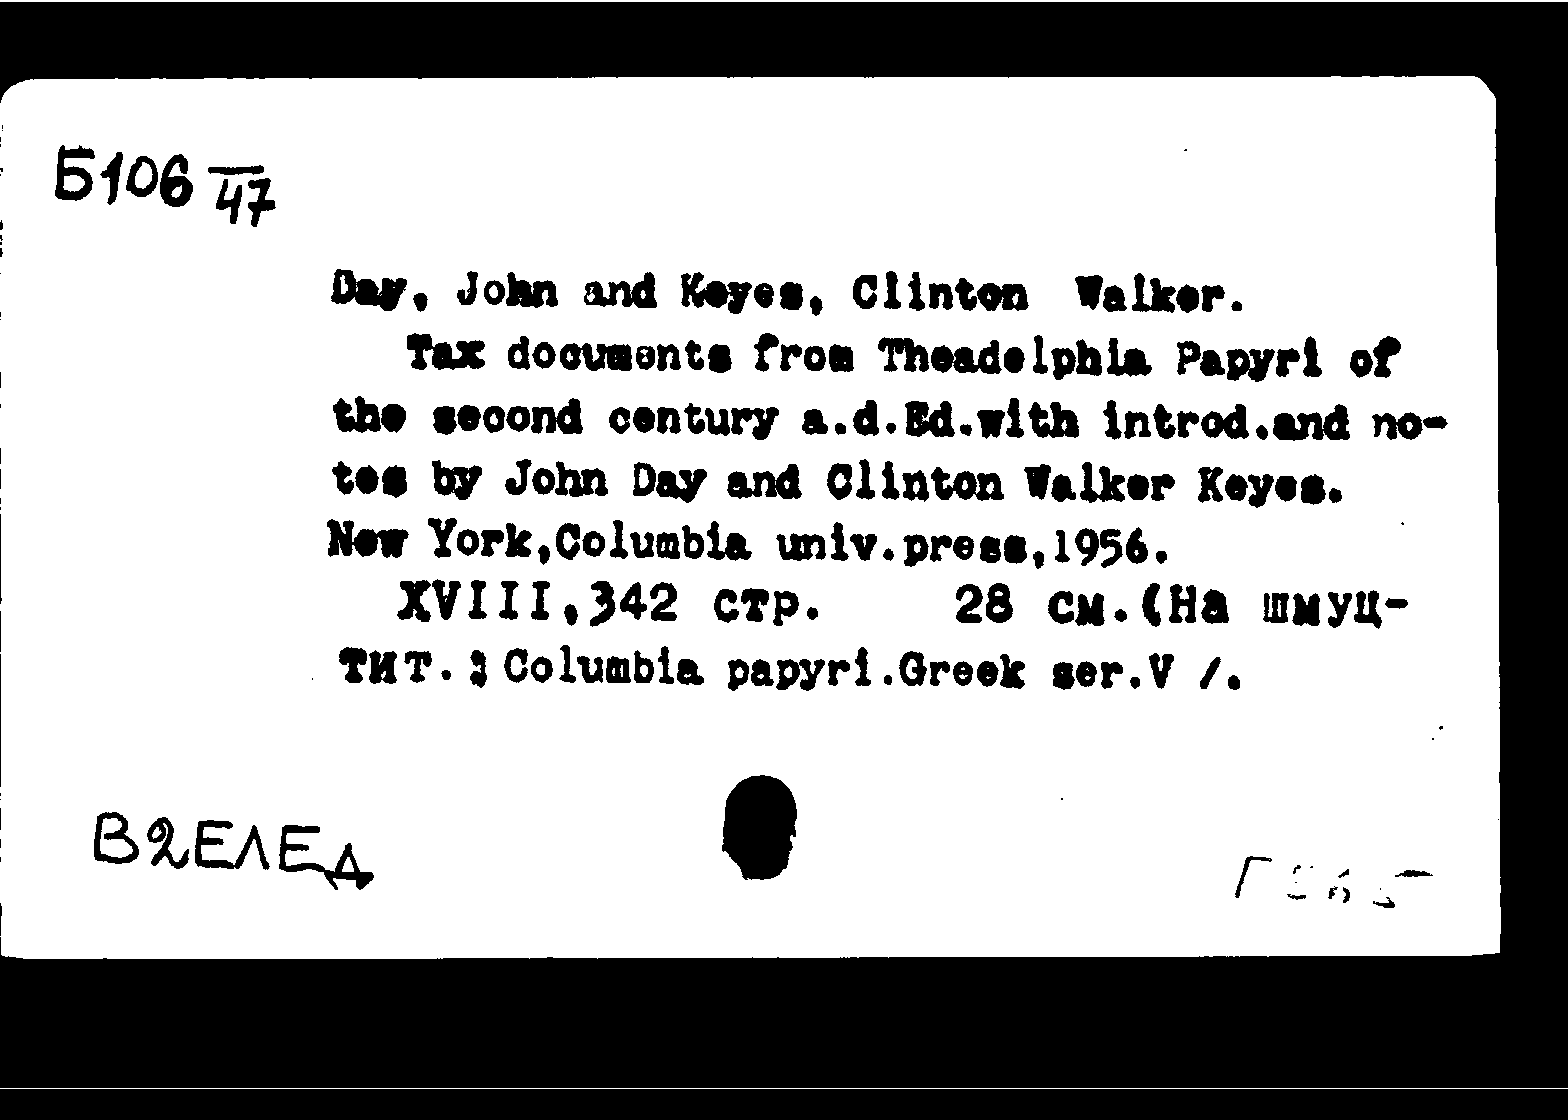 Б106 47
Day, John and Keyes, Clinton Walker.
Tax documents from Theadelphia Papyri of
the second century a.d.Ed.with introd.and no-
tes by John Day and Clinton Walker Keyes.
New York,Columbia univ.press,1956.
XVIII,342 стр. 28 см.(На шмуц-
тит.: Columbia papyri.Greek ser.V /.
В2ЕЛЕд